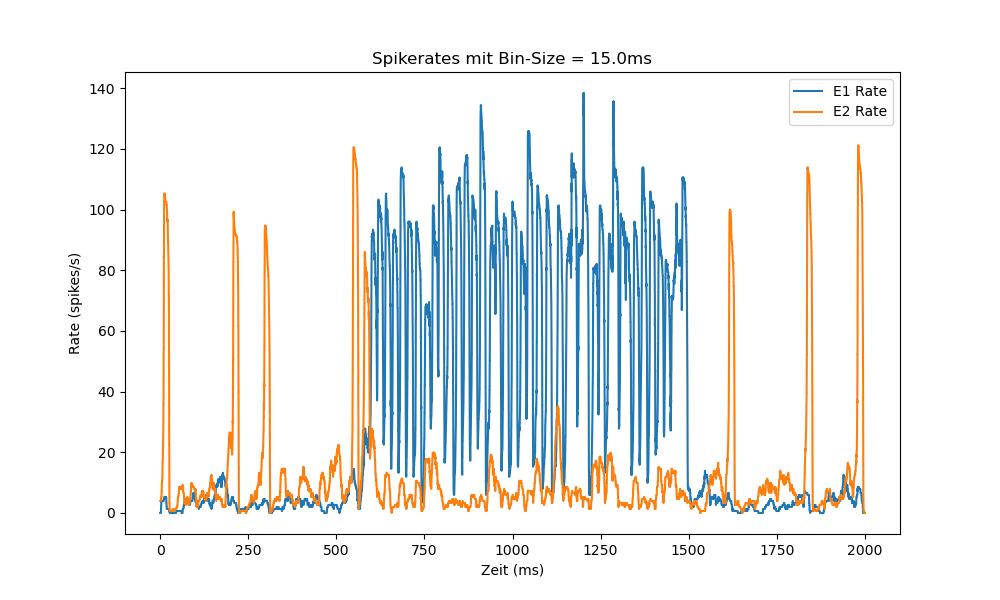 Spikerates mit Bin-Size = 15.0ms
E1 Rate
E2 Rate
Rate (spikes/s)
140
120
100
80
60
40
20
0
0 250 500 750 1000 1250 1500 1750 2000
Zeit (ms)